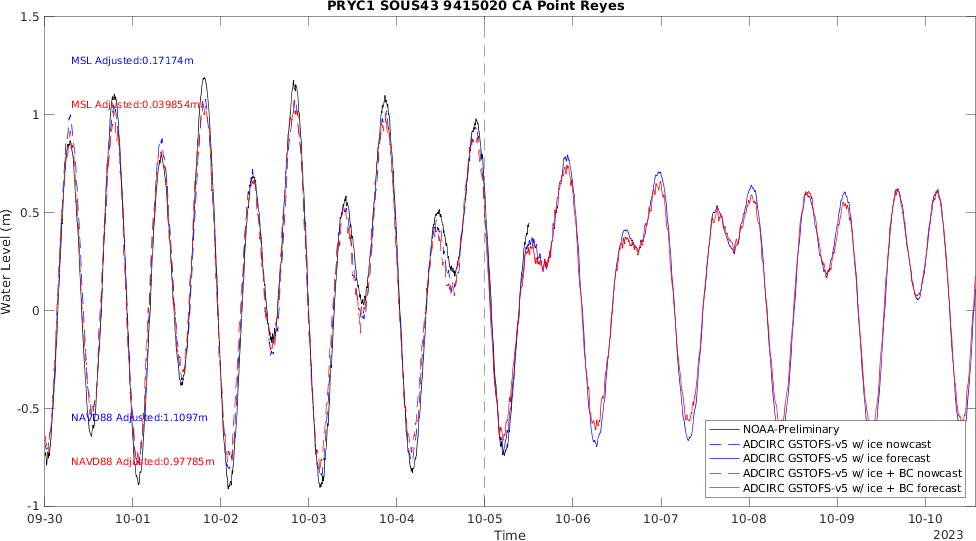 PRYC1 SOUS43 9415020 CA Point Reyes
1.5
MSL Adjusted:0.17174m
MSL Adjusted:0.039854m
1
0.5
Water Level (m)
0
-0.5
NAVD88 Adjusted:1.1097m
NAVD88 Adjusted:0.97785m
-1
NOAA-Preliminary
ADCIRC GSTOFS-v5 w/ ice nowcast
ADCIRC GSTOFS-v5 w/ ice forecast
ADCIRC GSTOFS-v5 w/ ice + BC nowcast
ADCIRC GSTOFS-v5 w/ ice + BC forecast
09-30 10-01 10-02 10-03 10-04 10-05 10-06 10-07 10-08 10-09 10-10
Time
2023